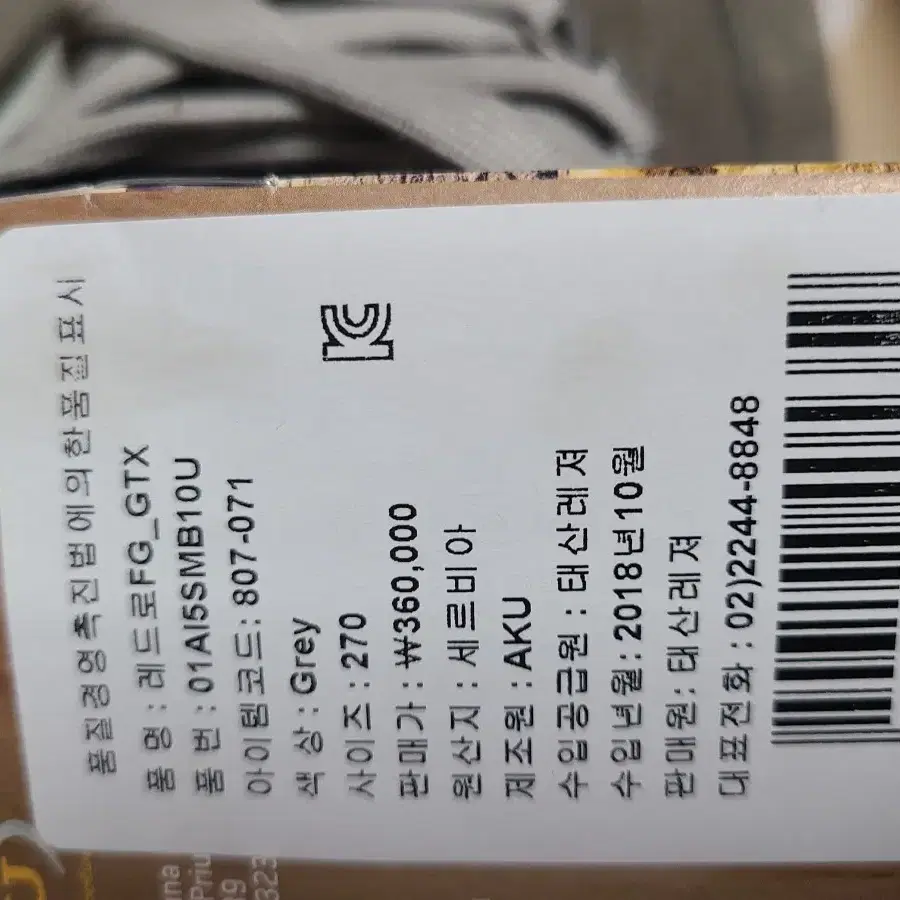 품질경영촉진법에의한품질표시
품 명 : 레드로FG_GTX
품 번 : 01AI5SMB10U
아이템코드: 807-071
색 상 : Grey
사이즈 : 270
판매가 : ₩360,000
원산지 : 세르비아
제조원 : AKU
수입공급원 : 태산레져
수입년월 : 2018년10월
판매원 : 태산레져
대표전화 : 02)2244-8848